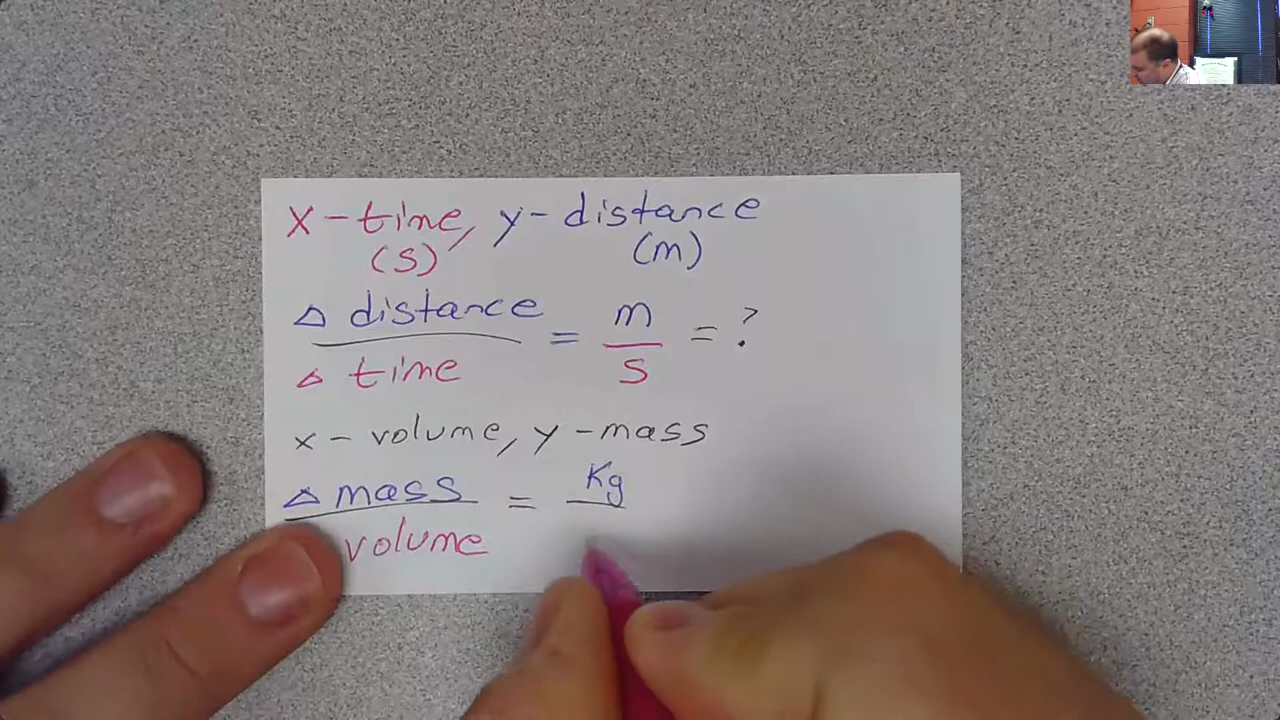 x - time, y - distance
(s) (m)
Δ distance / Δ time = m / s = ?
x - volume, y - mass
Δ mass / volume = Kg /